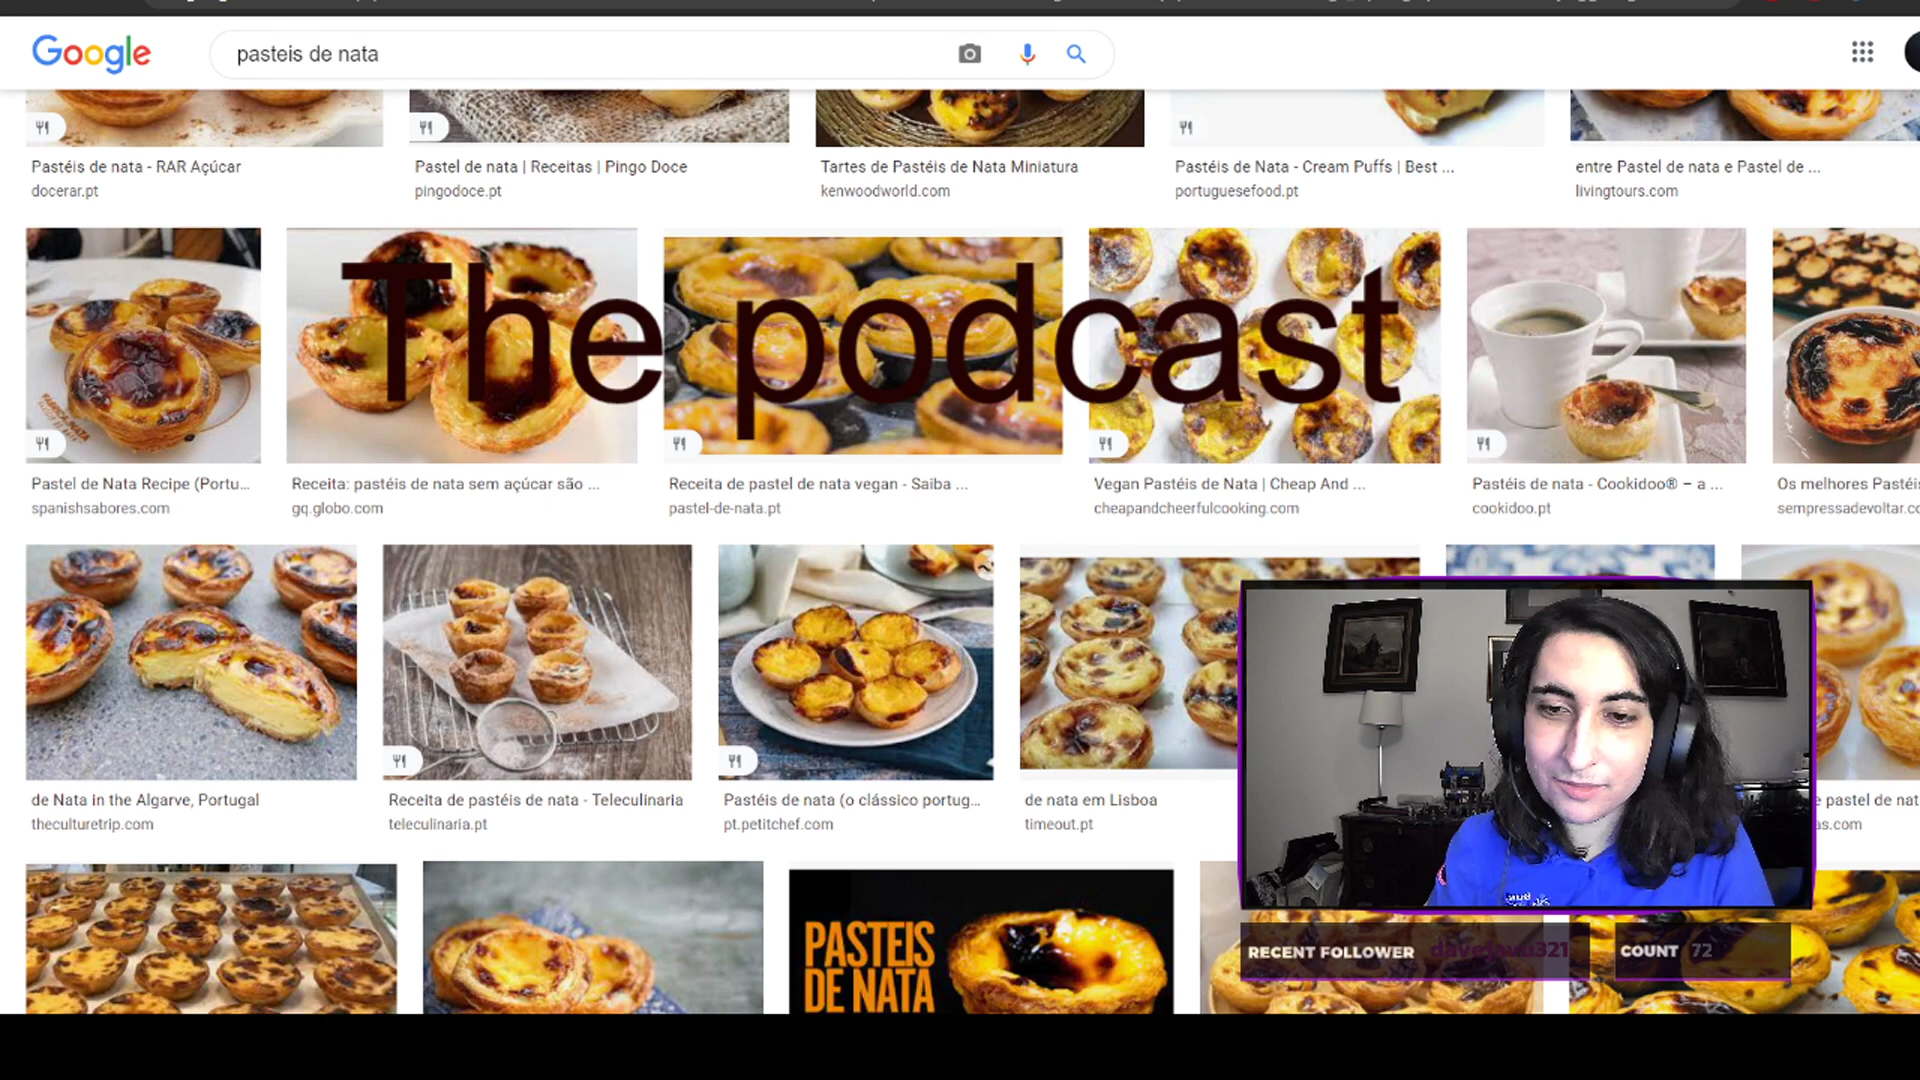 Google
pasteis de nata
Pastéis de nata - RAR Açúcar
docerar.pt
Pastel de nata | Receitas | Pingo Doce
pingodoce.pt
Tartes de Pastéis de Nata Miniatura
kenwoodworld.com
Pastéis de Nata - Cream Puffs | Best ...
portuguesefood.pt
entre Pastel de nata e Pastel de ...
livingtours.com
The podcast
Pastel de Nata Recipe (Portu...
spanishsabores.com
Receita: pastéis de nata sem açúcar são ...
gq.globo.com
Receita de pastel de nata vegan - Saiba ...
pastel-de-nata.pt
Vegan Pastéis de Nata | Cheap And ...
cheapandcheerfulcooking.com
Pastéis de nata - Cookidoo® – a ...
cookidoo.pt
Os melhores Pastéis
sempressadevoltar.co
de Nata in the Algarve, Portugal
theculturetrip.com
Receita de pastéis de nata - Teleculinaria
teleculinaria.pt
Pastéis de nata (o clássico portug...
pt.petitchef.com
de nata em Lisboa
timeout.pt
e pastel de nat
as.com
PASTEIS
DE NATA
RECENT FOLLOWER
COUNT 72